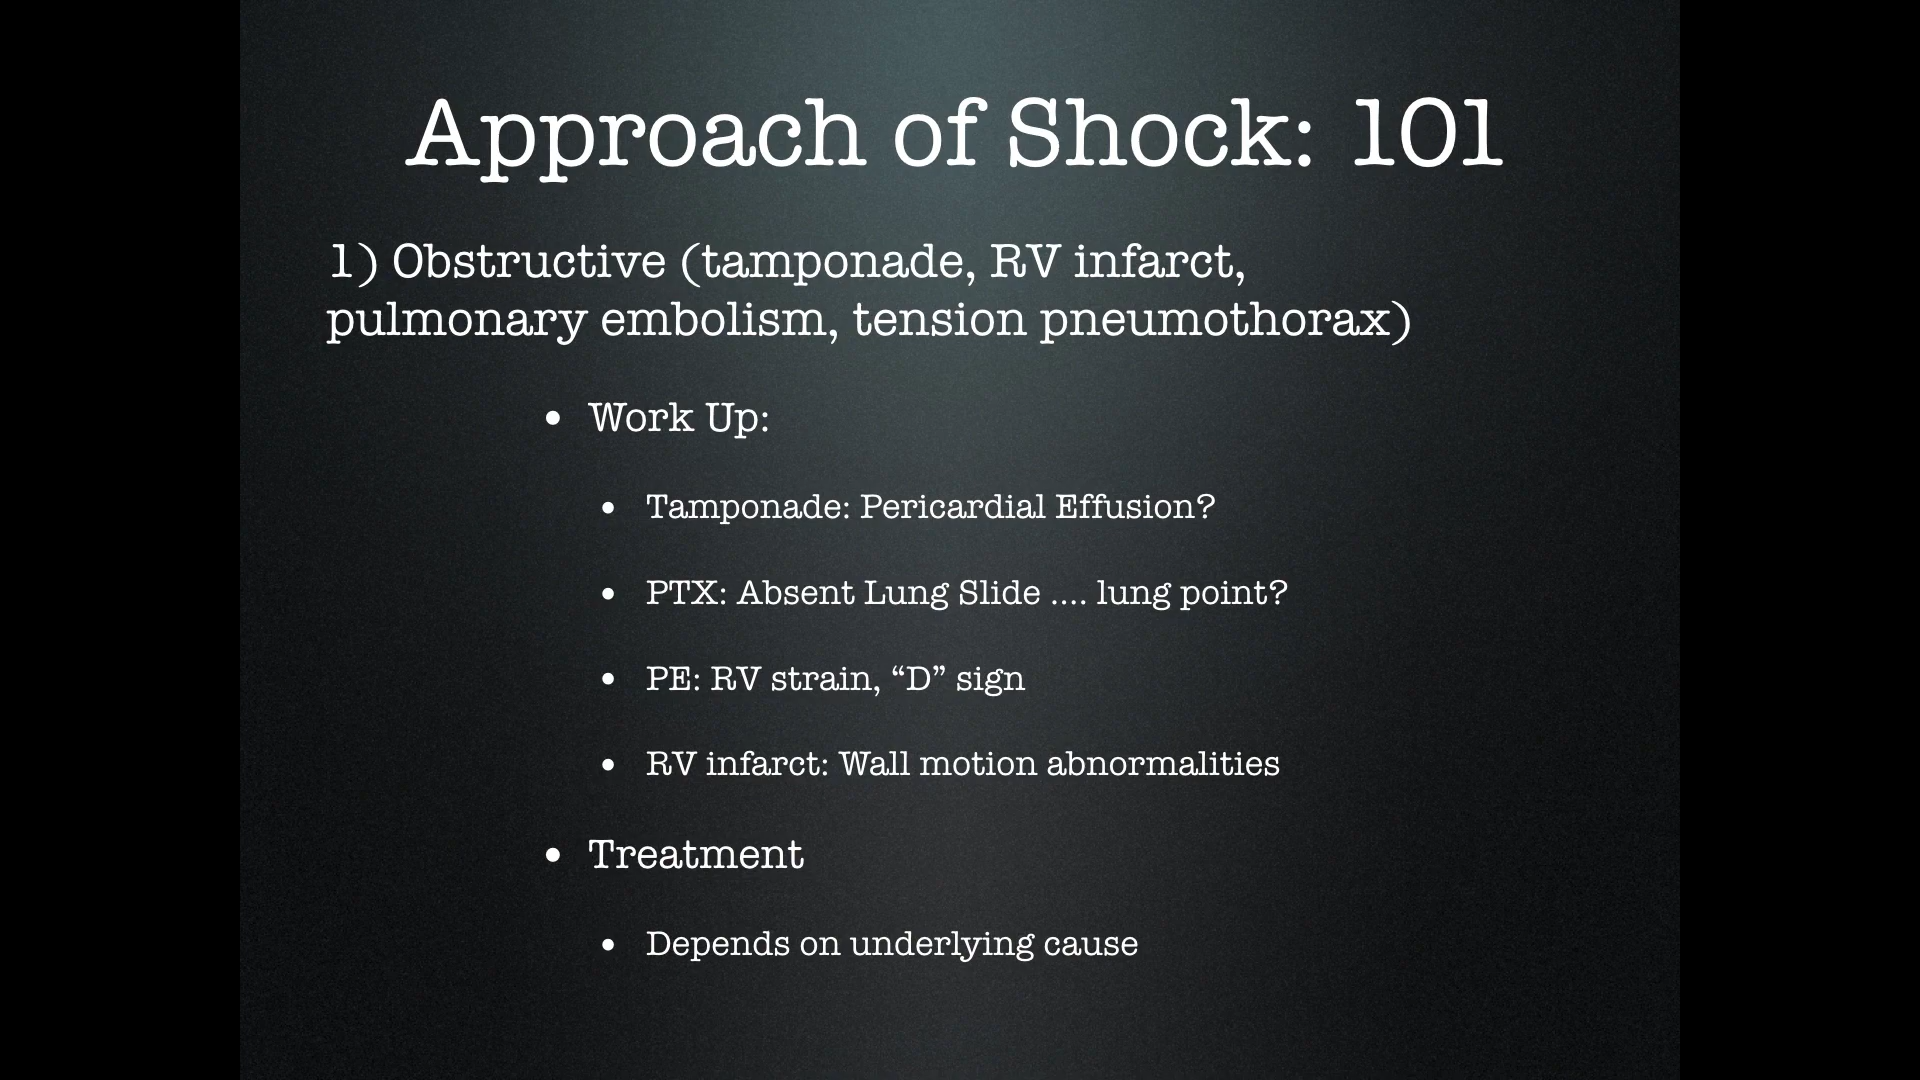 Approach of Shock: 101
1) Obstructive (tamponade, RV infarct,
pulmonary embolism, tension pneumothorax)
• Work Up:
• Tamponade: Pericardial Effusion?
• PTX: Absent Lung Slide .... lung point?
• PE: RV strain, “D” sign
• RV infarct: Wall motion abnormalities
• Treatment
• Depends on underlying cause